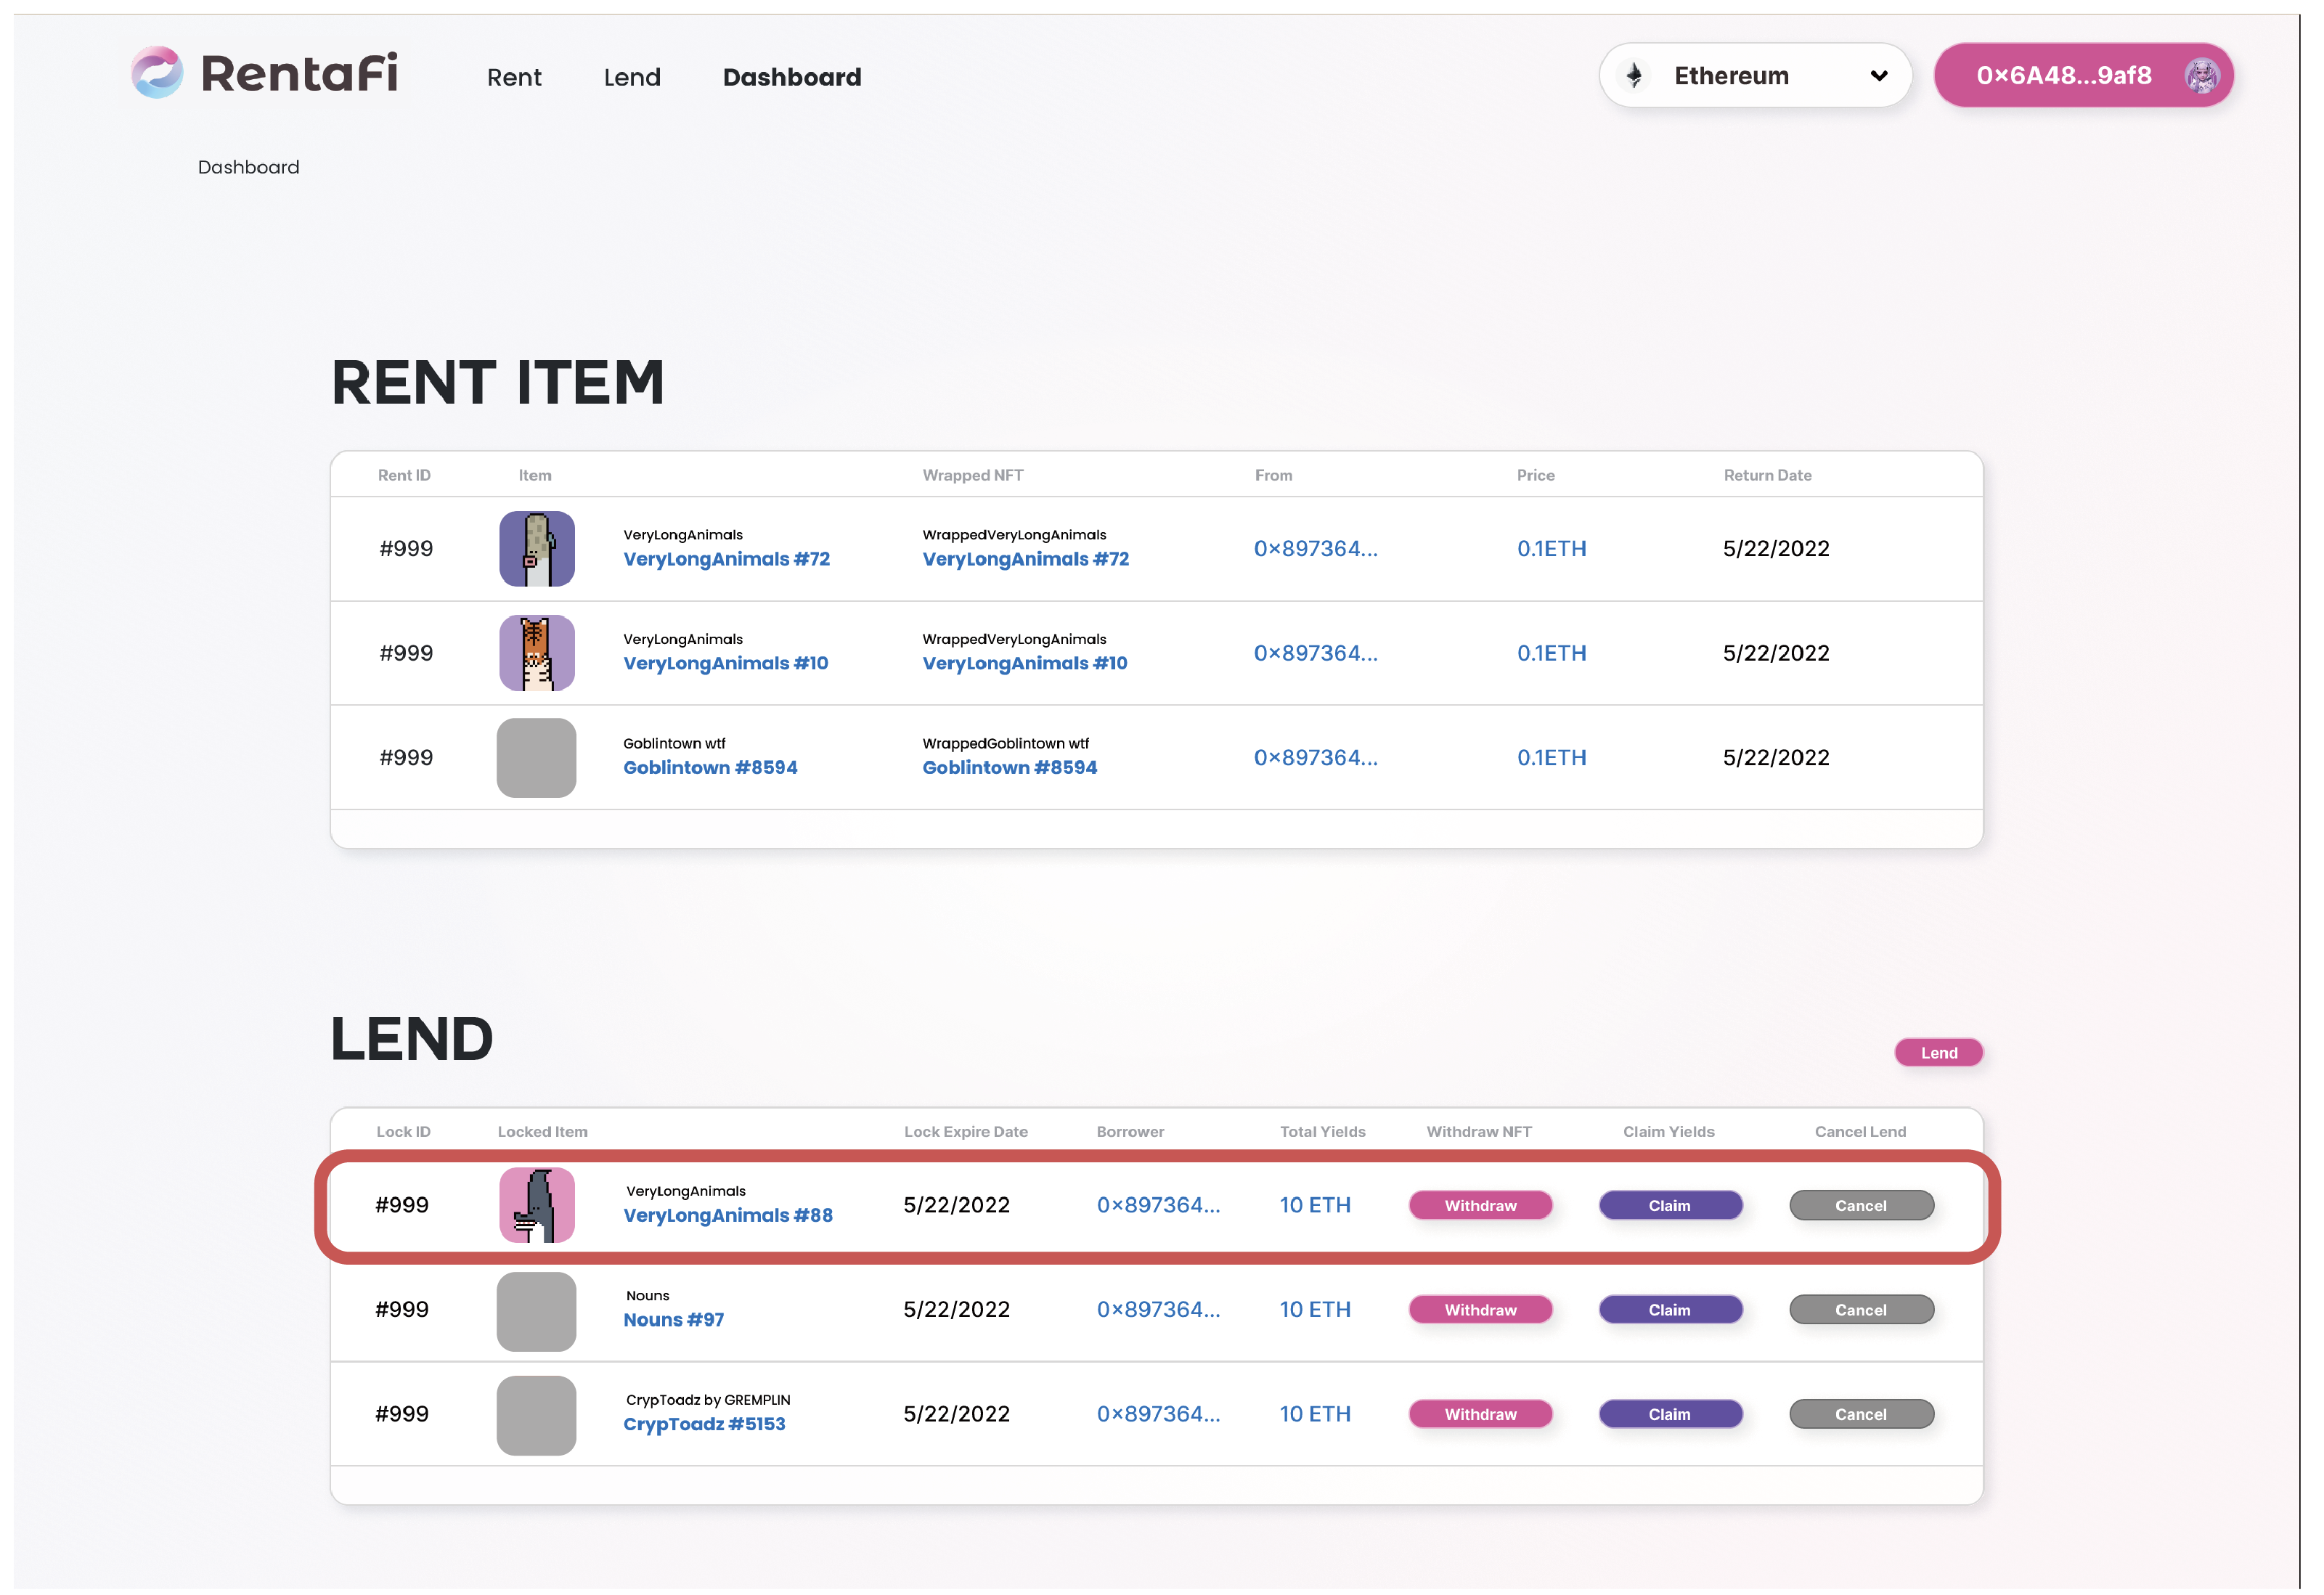 RentaFi Rent Lend Dashboard Ethereum 0×6A48...9af8
Dashboard
RENT ITEM
Rent ID Item Wrapped NFT From Price Return Date
#999 VeryLongAnimals WrappedVeryLongAnimals 0×897364... 0.1ETH 5/22/2022
VeryLongAnimals #72 VeryLongAnimals #72
#999 VeryLongAnimals WrappedVeryLongAnimals 0×897364... 0.1ETH 5/22/2022
VeryLongAnimals #10 VeryLongAnimals #10
#999 Goblintown wtf WrappedGoblintown wtf 0×897364... 0.1ETH 5/22/2022
Goblintown #8594 Goblintown #8594
LEND
Lend
Lock ID Locked Item Lock Expire Date Borrower Total Yields Withdraw NFT Claim Yields Cancel Lend
#999 VeryLongAnimals 5/22/2022 0×897364... 10 ETH Withdraw Claim Cancel
VeryLongAnimals #88
#999 Nouns 5/22/2022 0×897364... 10 ETH Withdraw Claim Cancel
Nouns #97
#999 CrypToadz by GREMPLIN 5/22/2022 0×897364... 10 ETH Withdraw Claim Cancel
CrypToadz #5153